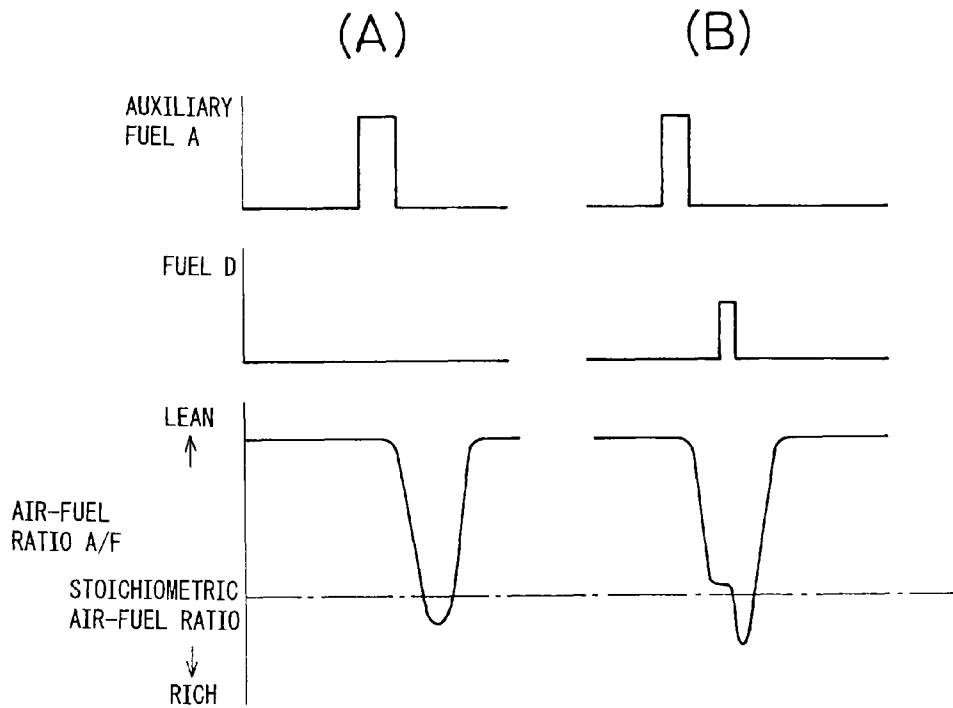 (A)
(B)
AUXILIARY
FUEL A
FUEL D
LEAN
AIR-FUEL
RATIO A/F
STOICHIOMETRIC
AIR-FUEL RATIO
RICH